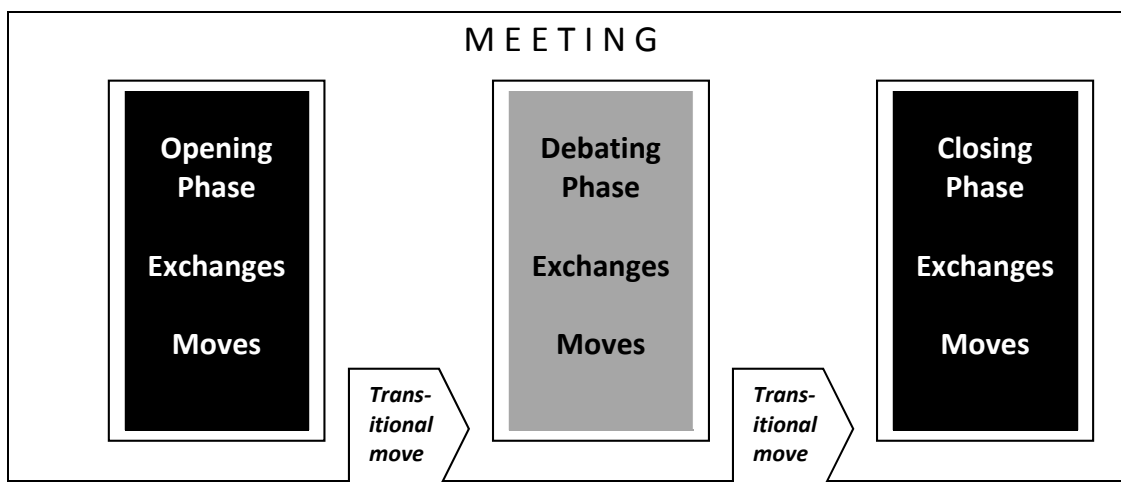 M E E T I N G
Opening
Phase
Exchanges
Moves
Trans-
itional
move
Debating
Phase
Exchanges
Moves
Trans-
itional
move
Closing
Phase
Exchanges
Moves